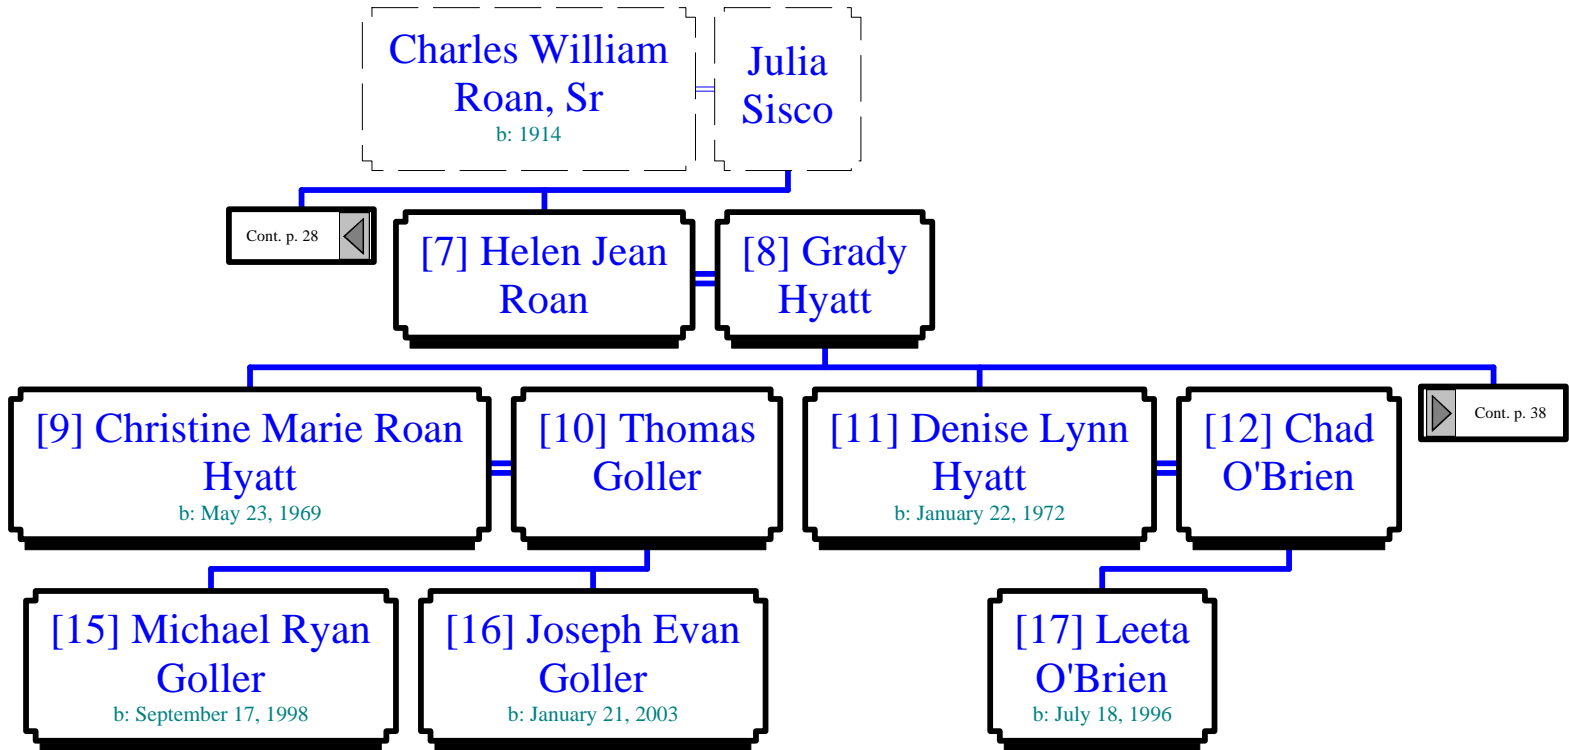 Charles William
Roan, Sr
b: 1914
Julia
Sisco
Cont. p. 28
[7] Helen Jean
Roan
[8] Grady
Hyatt
[9] Christine Marie Roan
Hyatt
b: May 23, 1969
[10] Thomas
Goller
[11] Denise Lynn
Hyatt
b: January 22, 1972
[12] Chad
O'Brien
Cont. p. 38
[15] Michael Ryan
Goller
b: September 17, 1998
[16] Joseph Evan
Goller
b: January 21, 2003
[17] Leeta
O'Brien
b: July 18, 1996